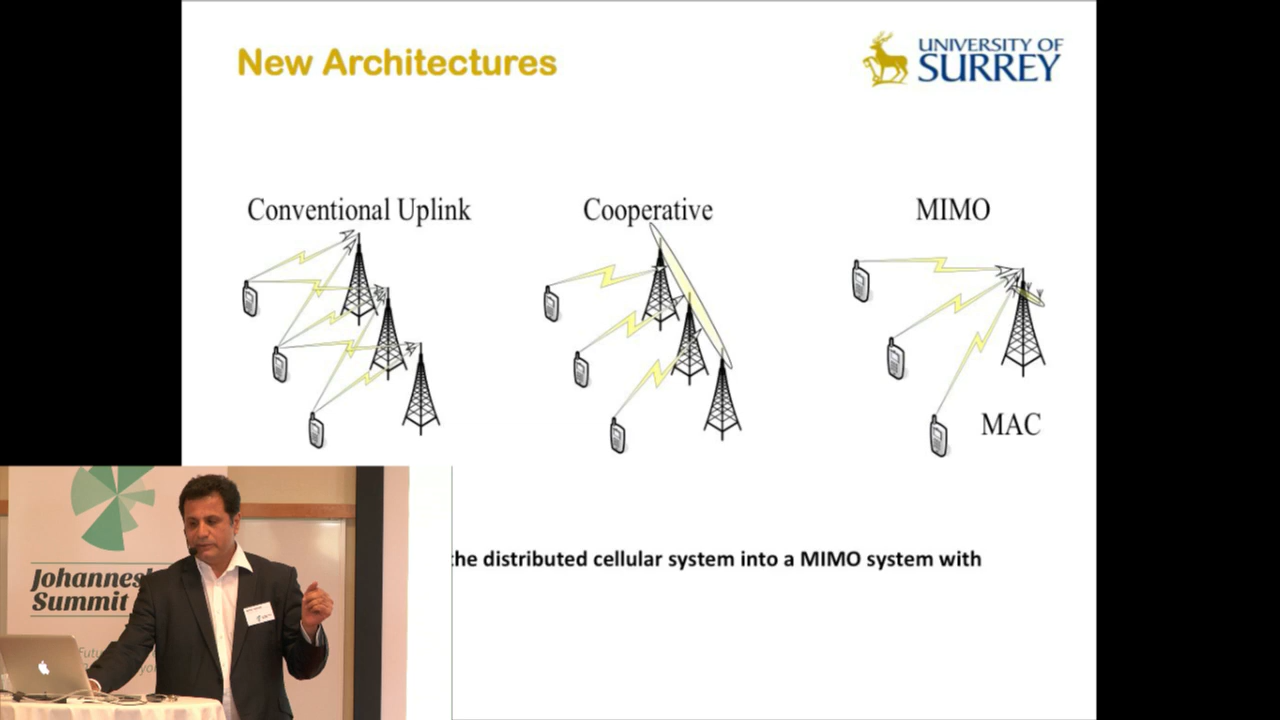 New Architectures
UNIVERSITY OF
SURREY
Conventional Uplink
Cooperative
MIMO
MAC
the distributed cellular system into a MIMO system with
Johannes
Summit